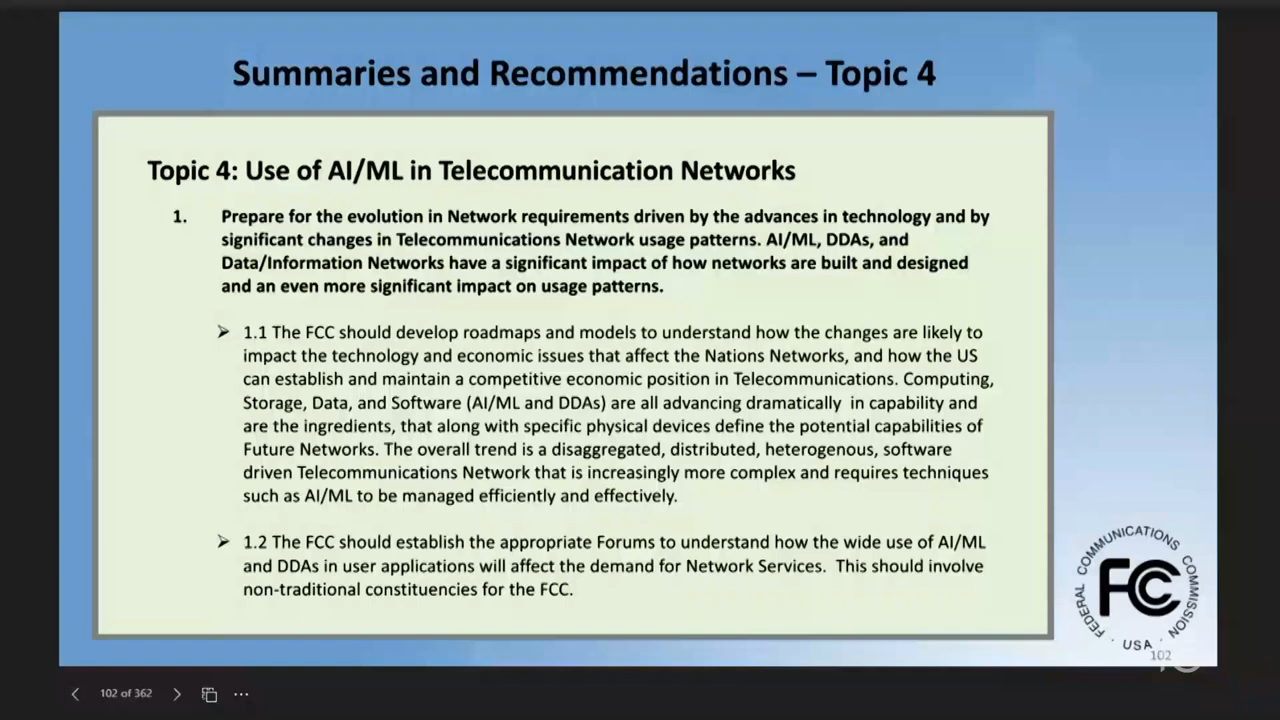 Summaries and Recommendations – Topic 4
Topic 4: Use of AI/ML in Telecommunication Networks
1. Prepare for the evolution in Network requirements driven by the advances in technology and by
significant changes in Telecommunications Network usage patterns. AI/ML, DDAs, and
Data/Information Networks have a significant impact of how networks are built and designed
and an even more significant impact on usage patterns.
➢ 1.1 The FCC should develop roadmaps and models to understand how the changes are likely to
impact the technology and economic issues that affect the Nations Networks, and how the US
can establish and maintain a competitive economic position in Telecommunications. Computing,
Storage, Data, and Software (AI/ML and DDAs) are all advancing dramatically in capability and
are the ingredients, that along with specific physical devices define the potential capabilities of
Future Networks. The overall trend is a disaggregated, distributed, heterogenous, software
driven Telecommunications Network that is increasingly more complex and requires techniques
such as AI/ML to be managed efficiently and effectively.
➢ 1.2 The FCC should establish the appropriate Forums to understand how the wide use of AI/ML
and DDAs in user applications will affect the demand for Network Services. This should involve
non-traditional constituencies for the FCC.
FEDERAL COMMUNICATIONS COMMISSION
FCC
· USA ·
102
102 of 362